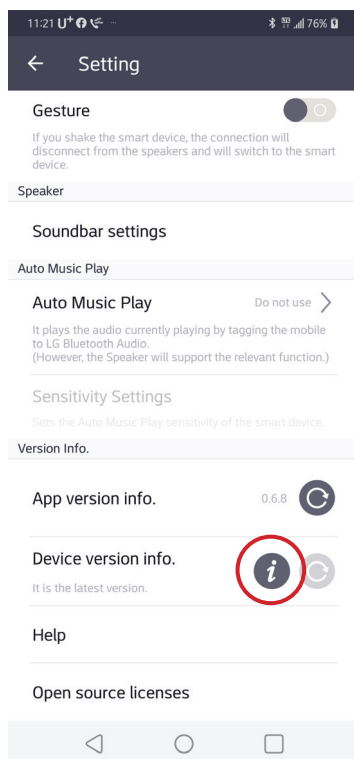 11:21 U+ 76%
Setting
Gesture
If you shake the smart device, the connection will
disconnect from the speakers and will switch to the smart
device.
Speaker
Soundbar settings
Auto Music Play
Auto Music Play Do not use
It plays the audio currently playing by tagging the mobile
to LG Bluetooth Audio.
(However, the Speaker will support the relevant function.)
Sensitivity Settings
Sets the Auto Music Play sensitivity of the smart device.
Version Info.
App version info. 0.6.8
Device version info. i
It is the latest version.
Help
Open source licenses